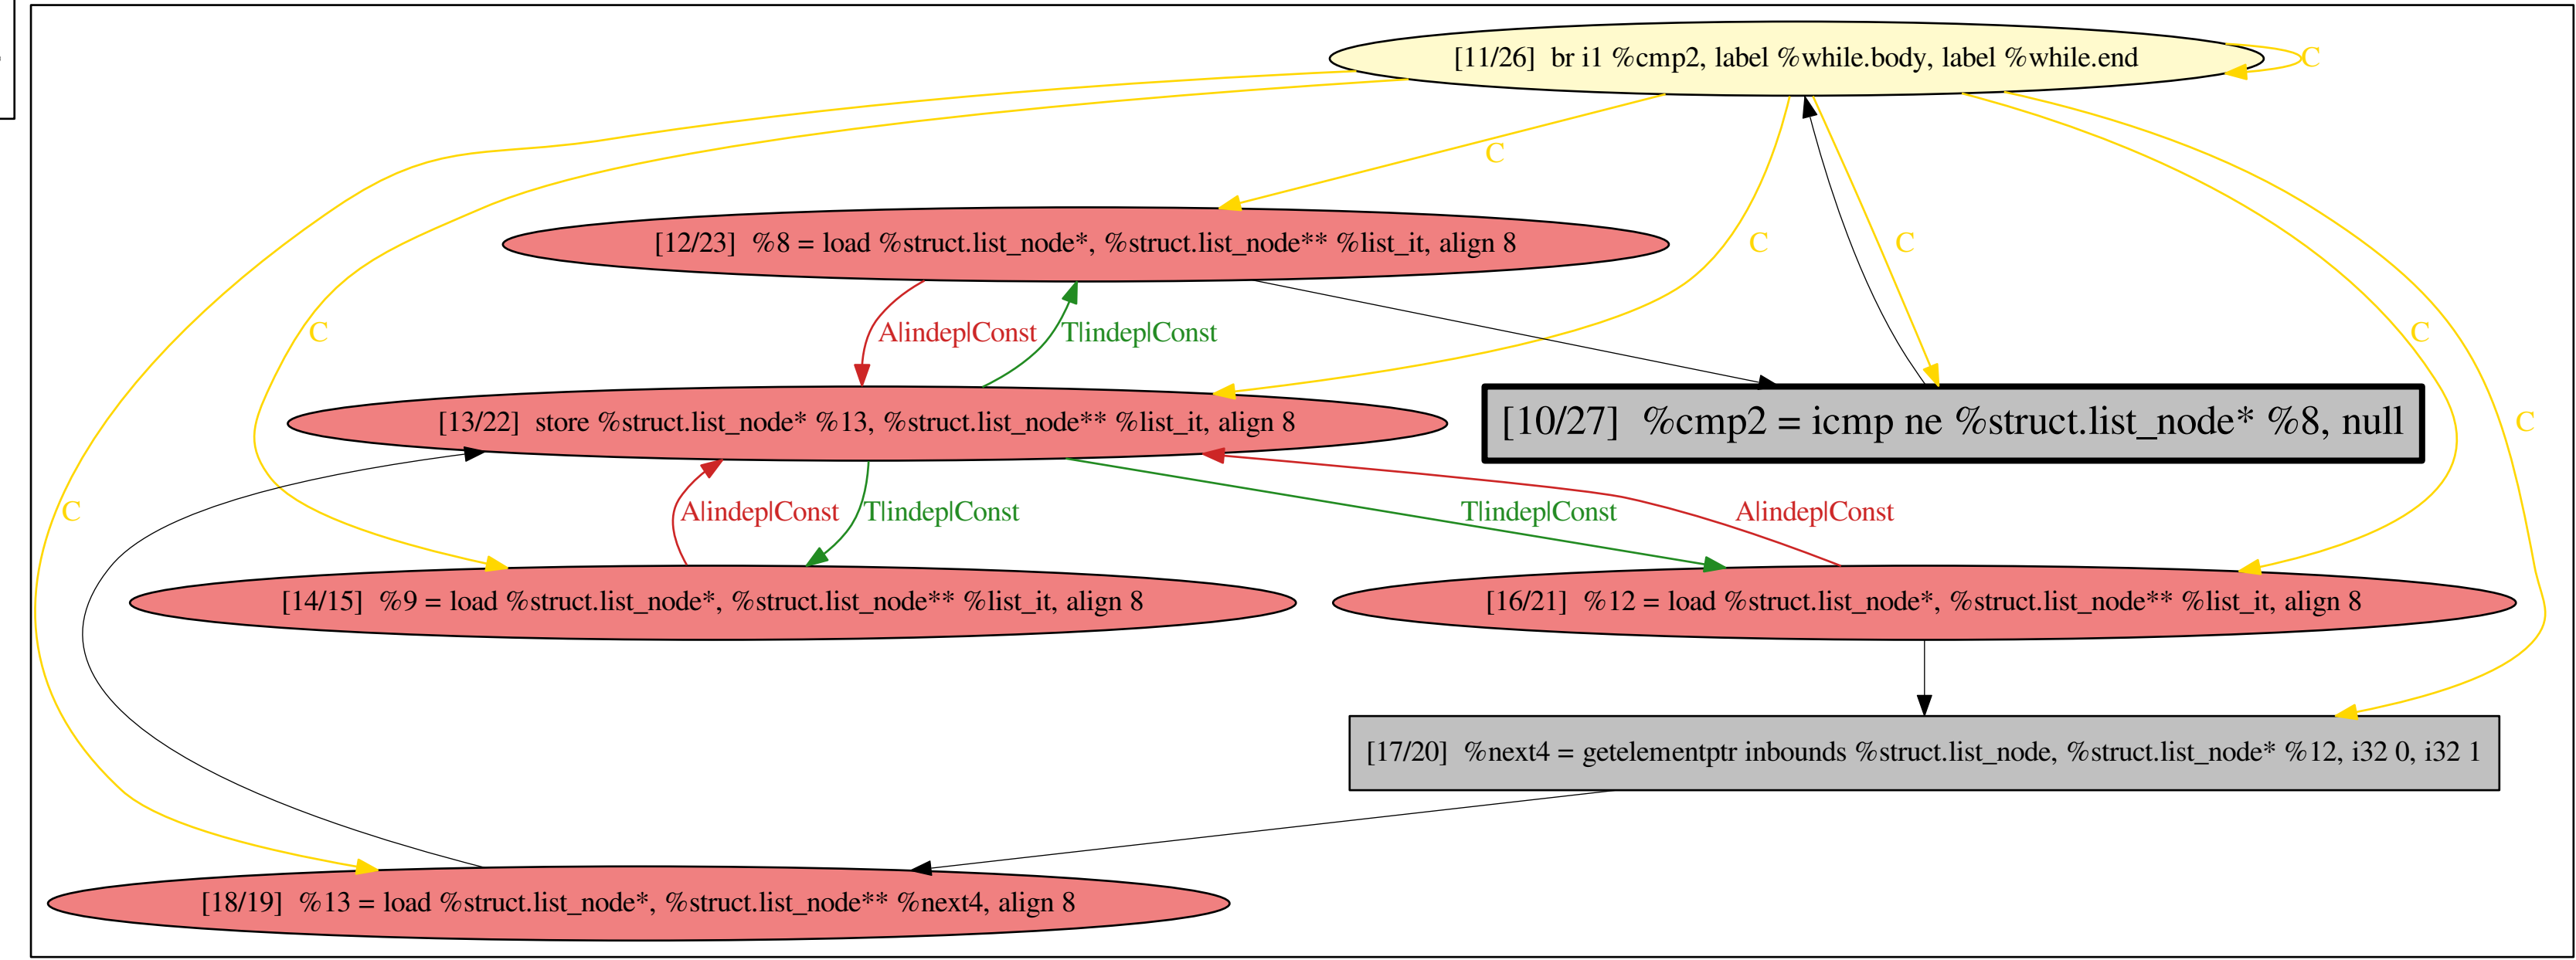 [11/26]  br i1 %cmp2, label %while.body, label %while.end
C
C
[12/23]  %8 = load %struct.list_node*, %struct.list_node** %list_it, align 8
C
C
C
A|indep|Const
T|indep|Const
C
[13/22]  store %struct.list_node* %13, %struct.list_node** %list_it, align 8
[10/27]  %cmp2 = icmp ne %struct.list_node* %8, null
C
C
A|indep|Const
T|indep|Const
T|indep|Const
A|indep|Const
[14/15]  %9 = load %struct.list_node*, %struct.list_node** %list_it, align 8
[16/21]  %12 = load %struct.list_node*, %struct.list_node** %list_it, align 8
[17/20]  %next4 = getelementptr inbounds %struct.list_node, %struct.list_node* %12, i32 0, i32 1
[18/19]  %13 = load %struct.list_node*, %struct.list_node** %next4, align 8